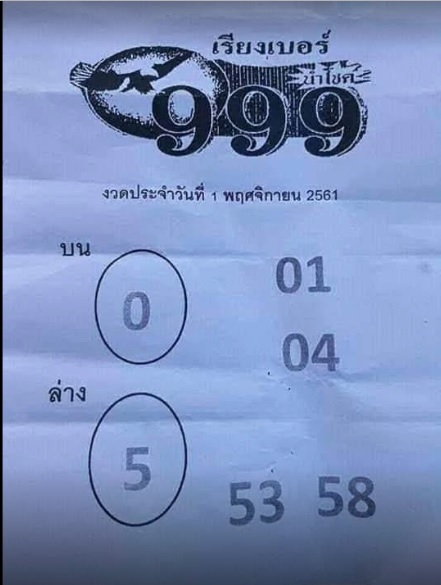 เรียงเบอร์
นำโชค
999
งวดประจำวันที่ 1 พฤศจิกายน 2561
บน
0
01
04
ล่าง
5
53 58